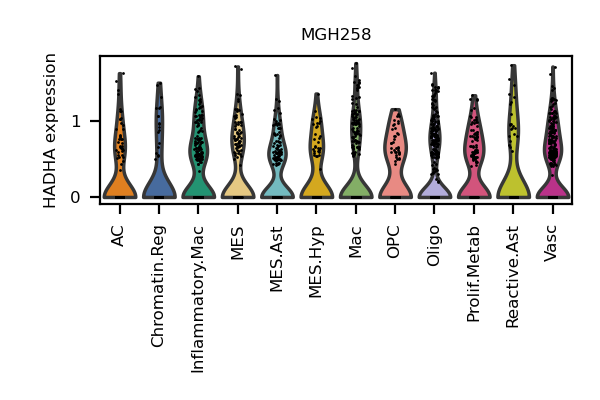 MGH258
HADHA expression
1
0
AC
Chromatin.Reg
Inflammatory.Mac
MES
MES.Ast
MES.Hyp
Mac
OPC
Oligo
Prolif.Metab
Reactive.Ast
Vasc